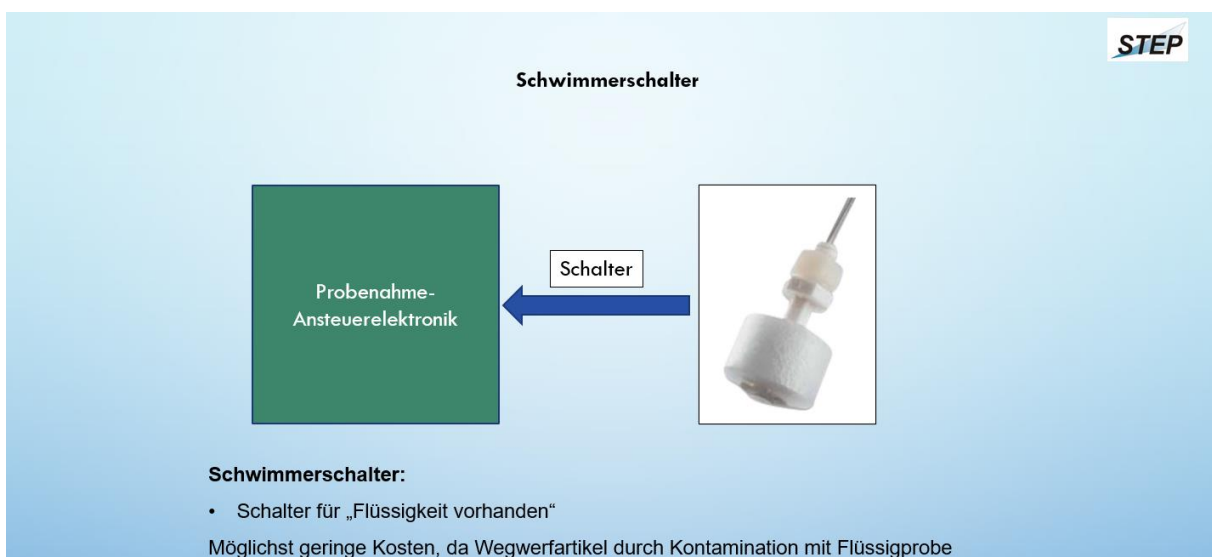 STEP
Schwimmerschalter
Schalter
Probenahme-
Ansteuerelektronik
Schwimmerschalter:
• Schalter für „Flüssigkeit vorhanden“
Möglichst geringe Kosten, da Wegwerfartikel durch Kontamination mit Flüssigprobe